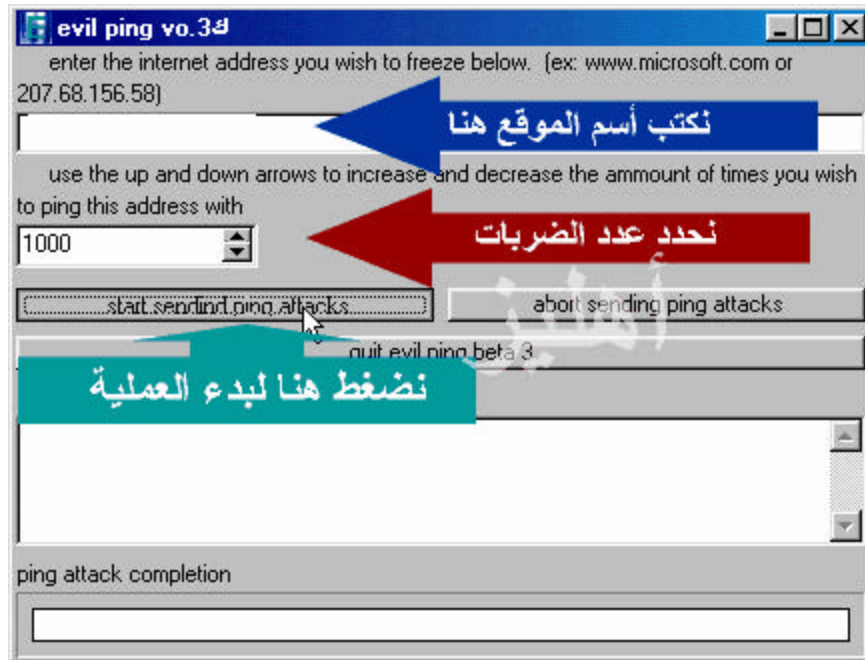 evil ping vo.3ك
enter the internet address you wish to freeze below. (ex: www.microsoft.com or
207.68.156.58)
نكتب أسم الموقع هنا
use the up and down arrows to increase and decrease the ammount of times you wish
to ping this address with
1000
نحدد عدد الضربات
start sendind ping attacks
abort sending ping attacks
أهليز
quit evil ping beta 3
نضغط هنا لبدء العملية
ping attack completion